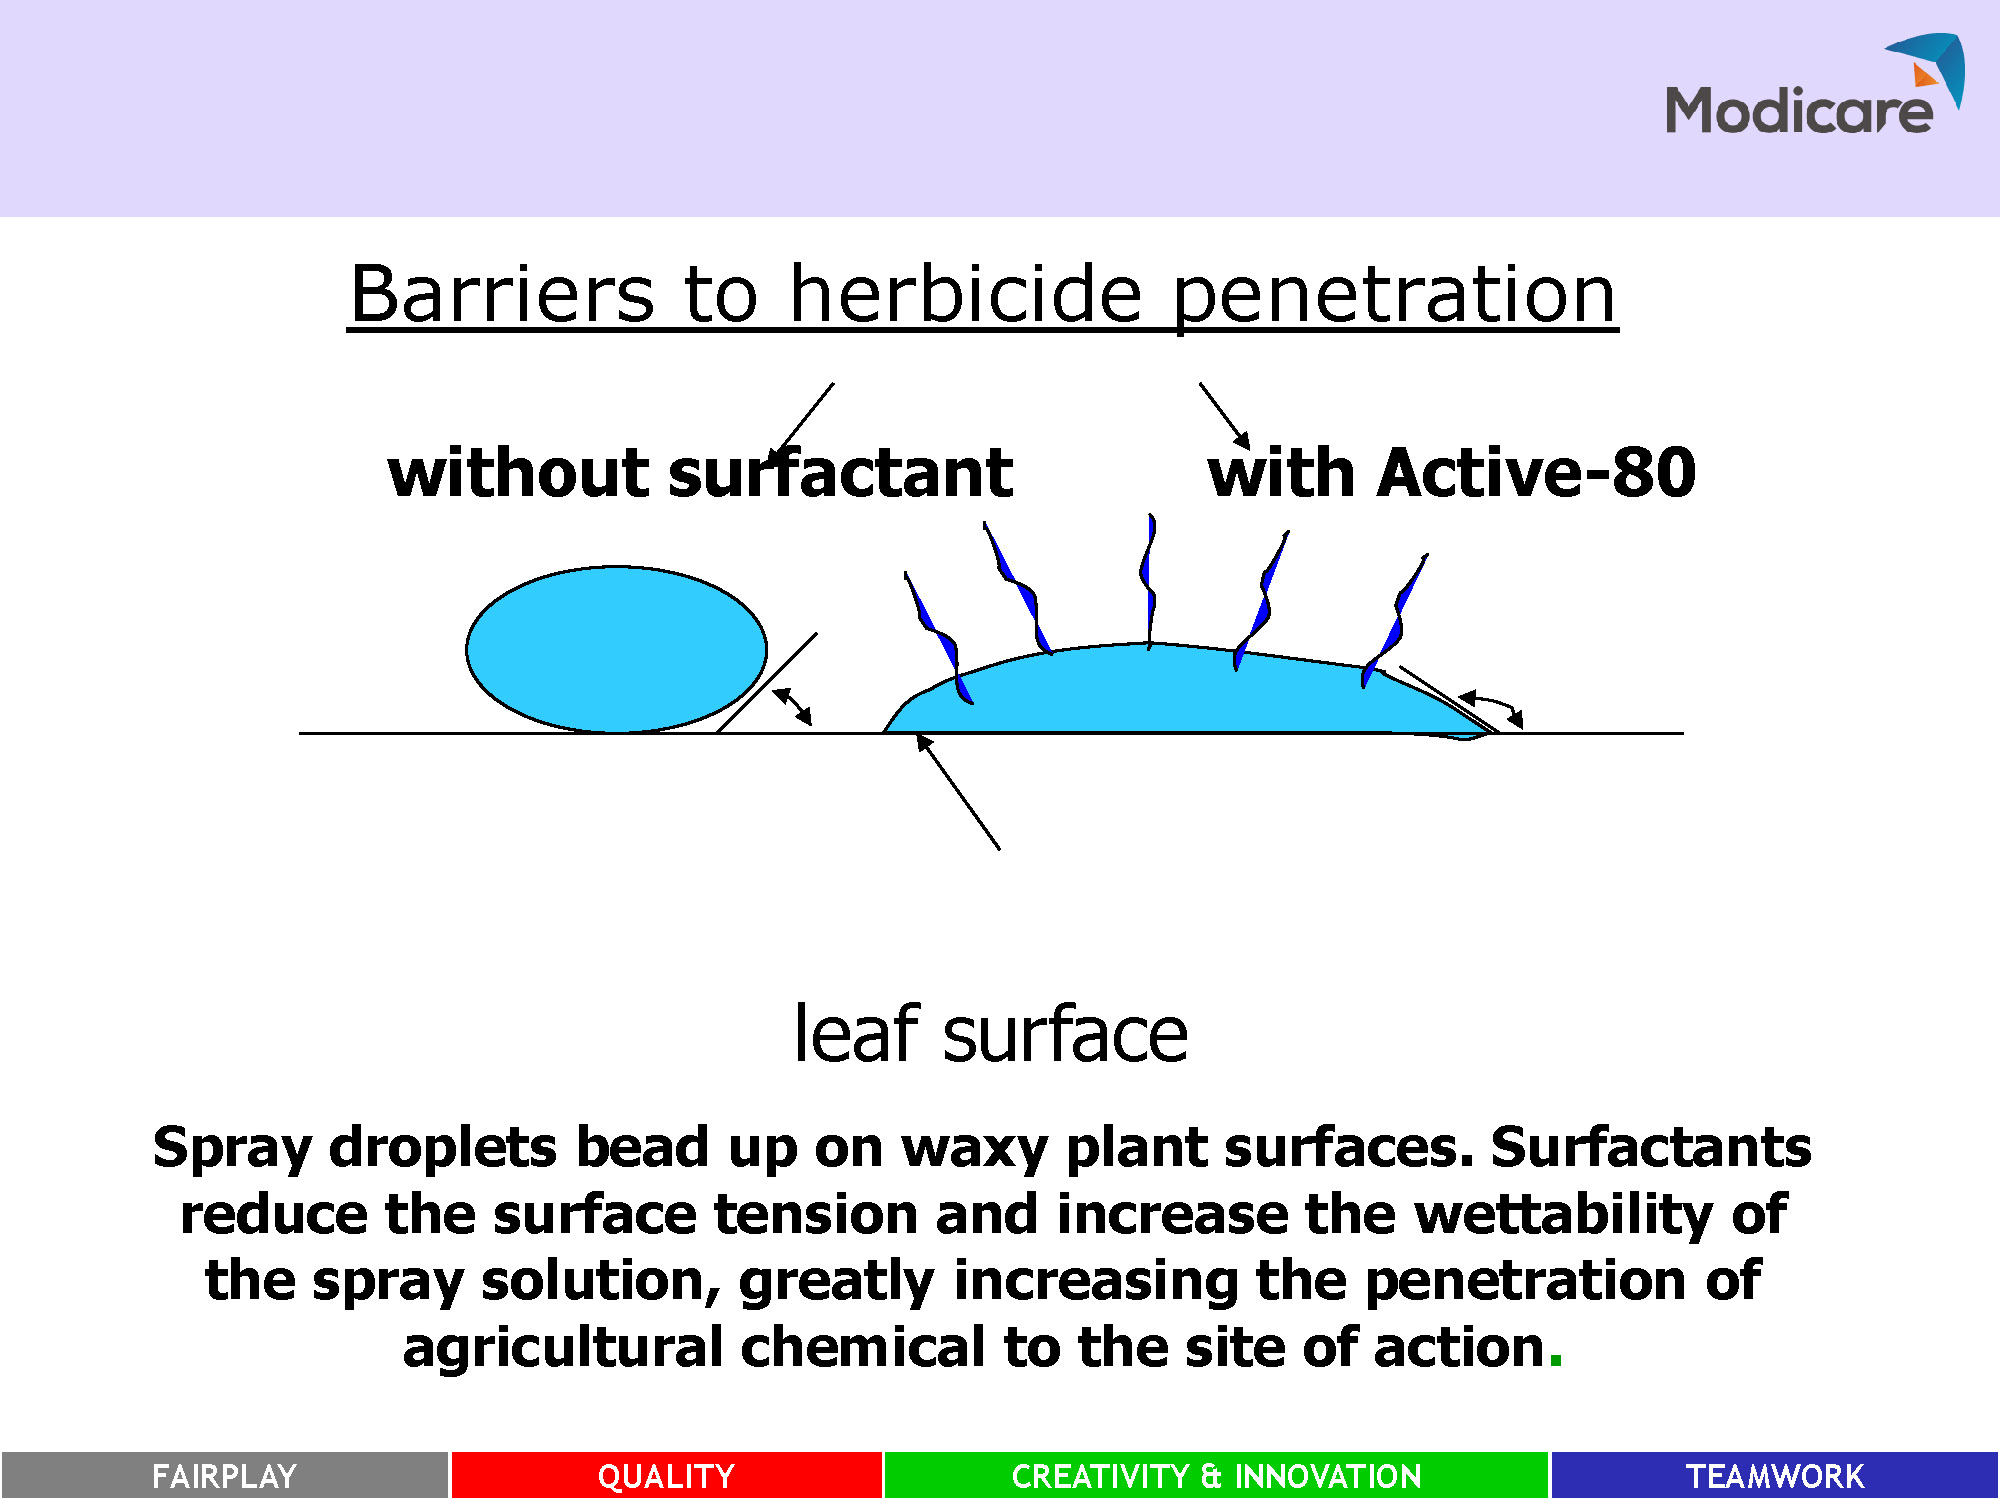 Modicare
Barriers to herbicide penetration
without surfactant
with Active-80
leaf surface
Spray droplets bead up on waxy plant surfaces. Surfactants
reduce the surface tension and increase the wettability of
the spray solution, greatly increasing the penetration of
agricultural chemical to the site of action.
FAIRPLAY
QUALITY
CREATIVITY & INNOVATION
TEAMWORK